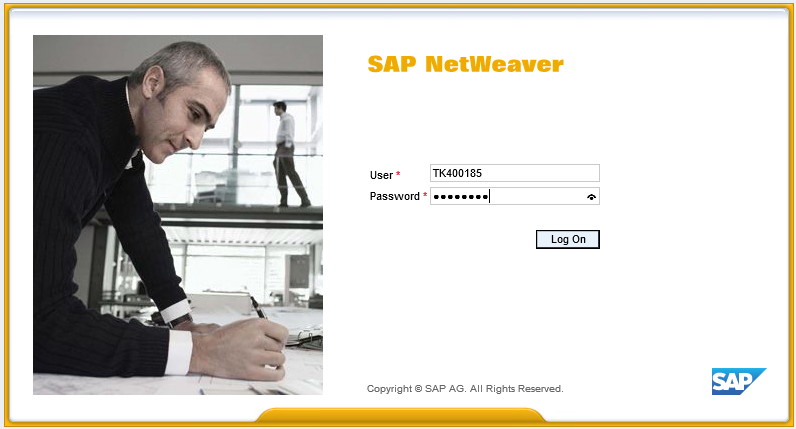 SAP NetWeaver
User *
TK400185
Password *
••••••••
Log On
Copyright © SAP AG. All Rights Reserved.
SAP